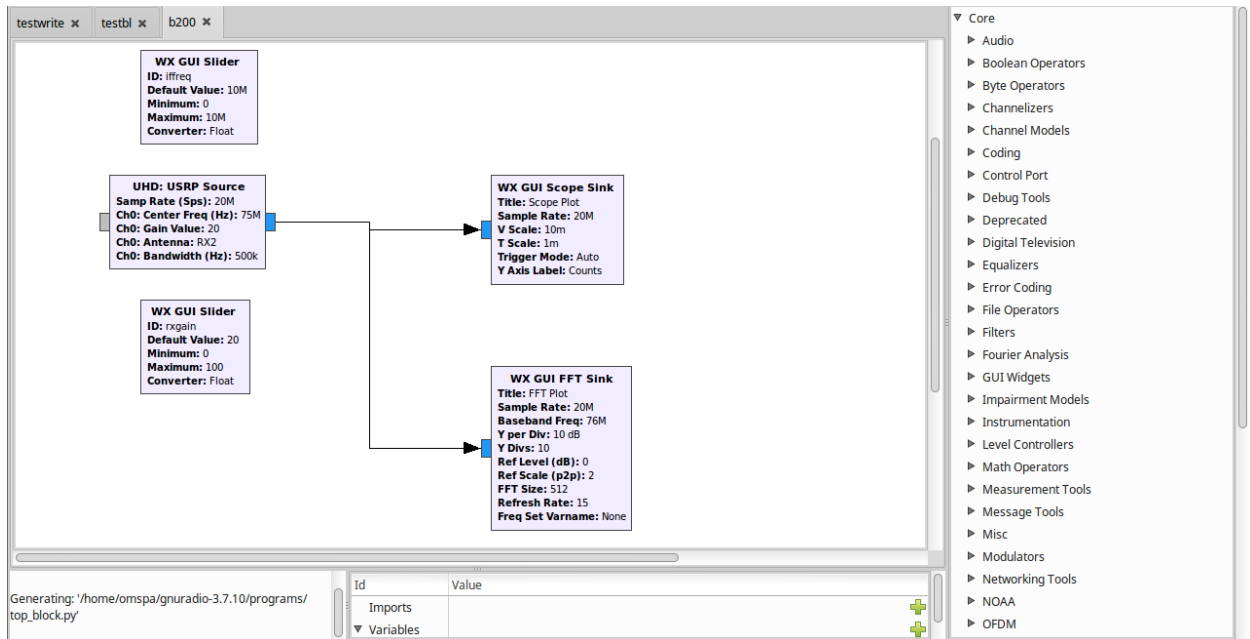 testwrite ×
testbl ×
b200 ×
WX GUI Slider
ID: iffreq
Default Value: 10M
Minimum: 0
Maximum: 10M
Converter: Float
UHD: USRP Source
Samp Rate (Sps): 20M
Ch0: Center Freq (Hz): 75M
Ch0: Gain Value: 20
Ch0: Antenna: RX2
Ch0: Bandwidth (Hz): 500k
WX GUI Scope Sink
Title: Scope Plot
Sample Rate: 20M
V Scale: 10m
T Scale: 1m
Trigger Mode: Auto
Y Axis Label: Counts
WX GUI Slider
ID: rxgain
Default Value: 20
Minimum: 0
Maximum: 100
Converter: Float
WX GUI FFT Sink
Title: FFT Plot
Sample Rate: 20M
Baseband Freq: 76M
Y per Div: 10 dB
Y Divs: 10
Ref Level (dB): 0
Ref Scale (p2p): 2
FFT Size: 512
Refresh Rate: 15
Freq Set Varname: None
Generating: '/home/omspa/gnuradio-3.7.10/programs/
top_block.py'
Id Value
Imports
Variables
Core
Audio
Boolean Operators
Byte Operators
Channelizers
Channel Models
Coding
Control Port
Debug Tools
Deprecated
Digital Television
Equalizers
Error Coding
File Operators
Filters
Fourier Analysis
GUI Widgets
Impairment Models
Instrumentation
Level Controllers
Math Operators
Measurement Tools
Message Tools
Misc
Modulators
Networking Tools
NOAA
OFDM